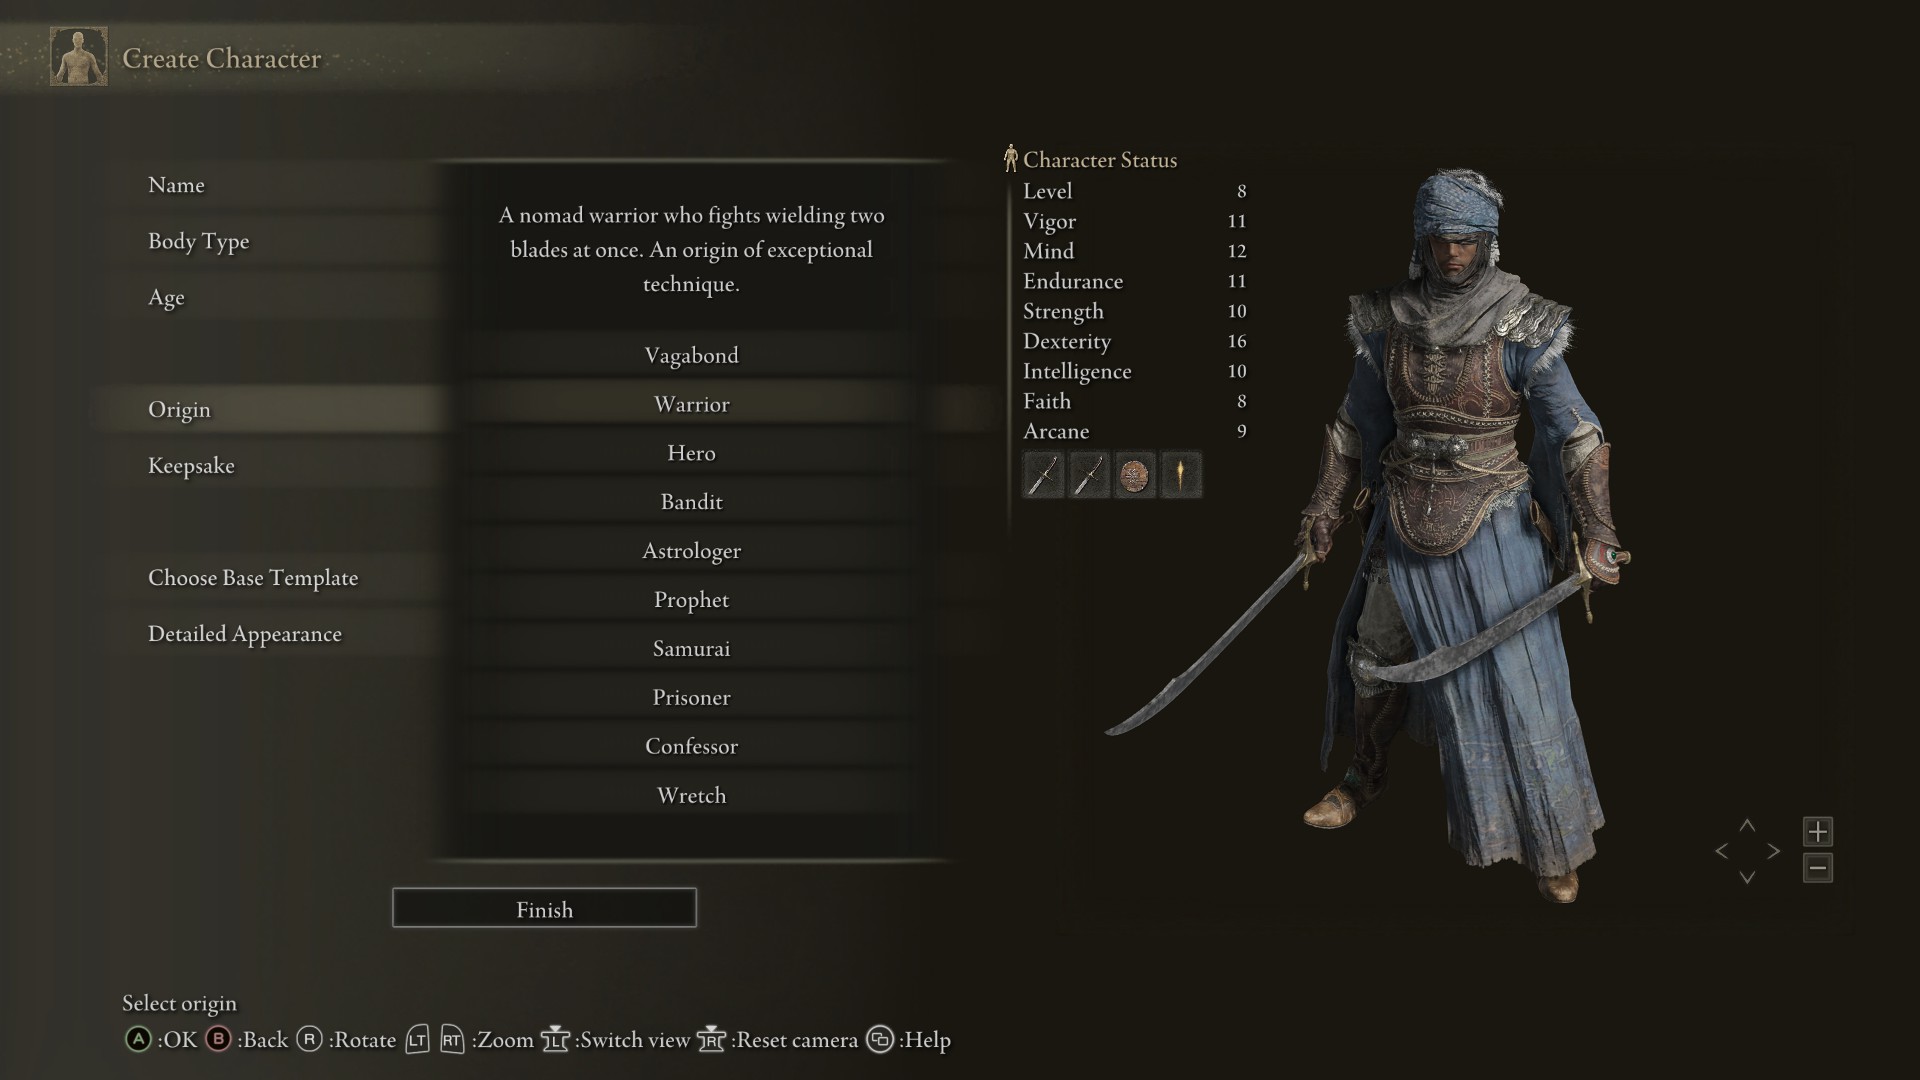 Create Character
Name
Body Type
Age
Origin
Keepsake
Choose Base Template
Detailed Appearance
A nomad warrior who fights wielding two
blades at once. An origin of exceptional
technique.
Vagabond
Warrior
Hero
Bandit
Astrologer
Prophet
Samurai
Prisoner
Confessor
Wretch
Finish
Character Status
Level 8
Vigor 11
Mind 12
Endurance 11
Strength 10
Dexterity 16
Intelligence 10
Faith 8
Arcane 9
Select origin
A :OK B :Back R :Rotate LT RT :Zoom L :Switch view R :Reset camera :Help